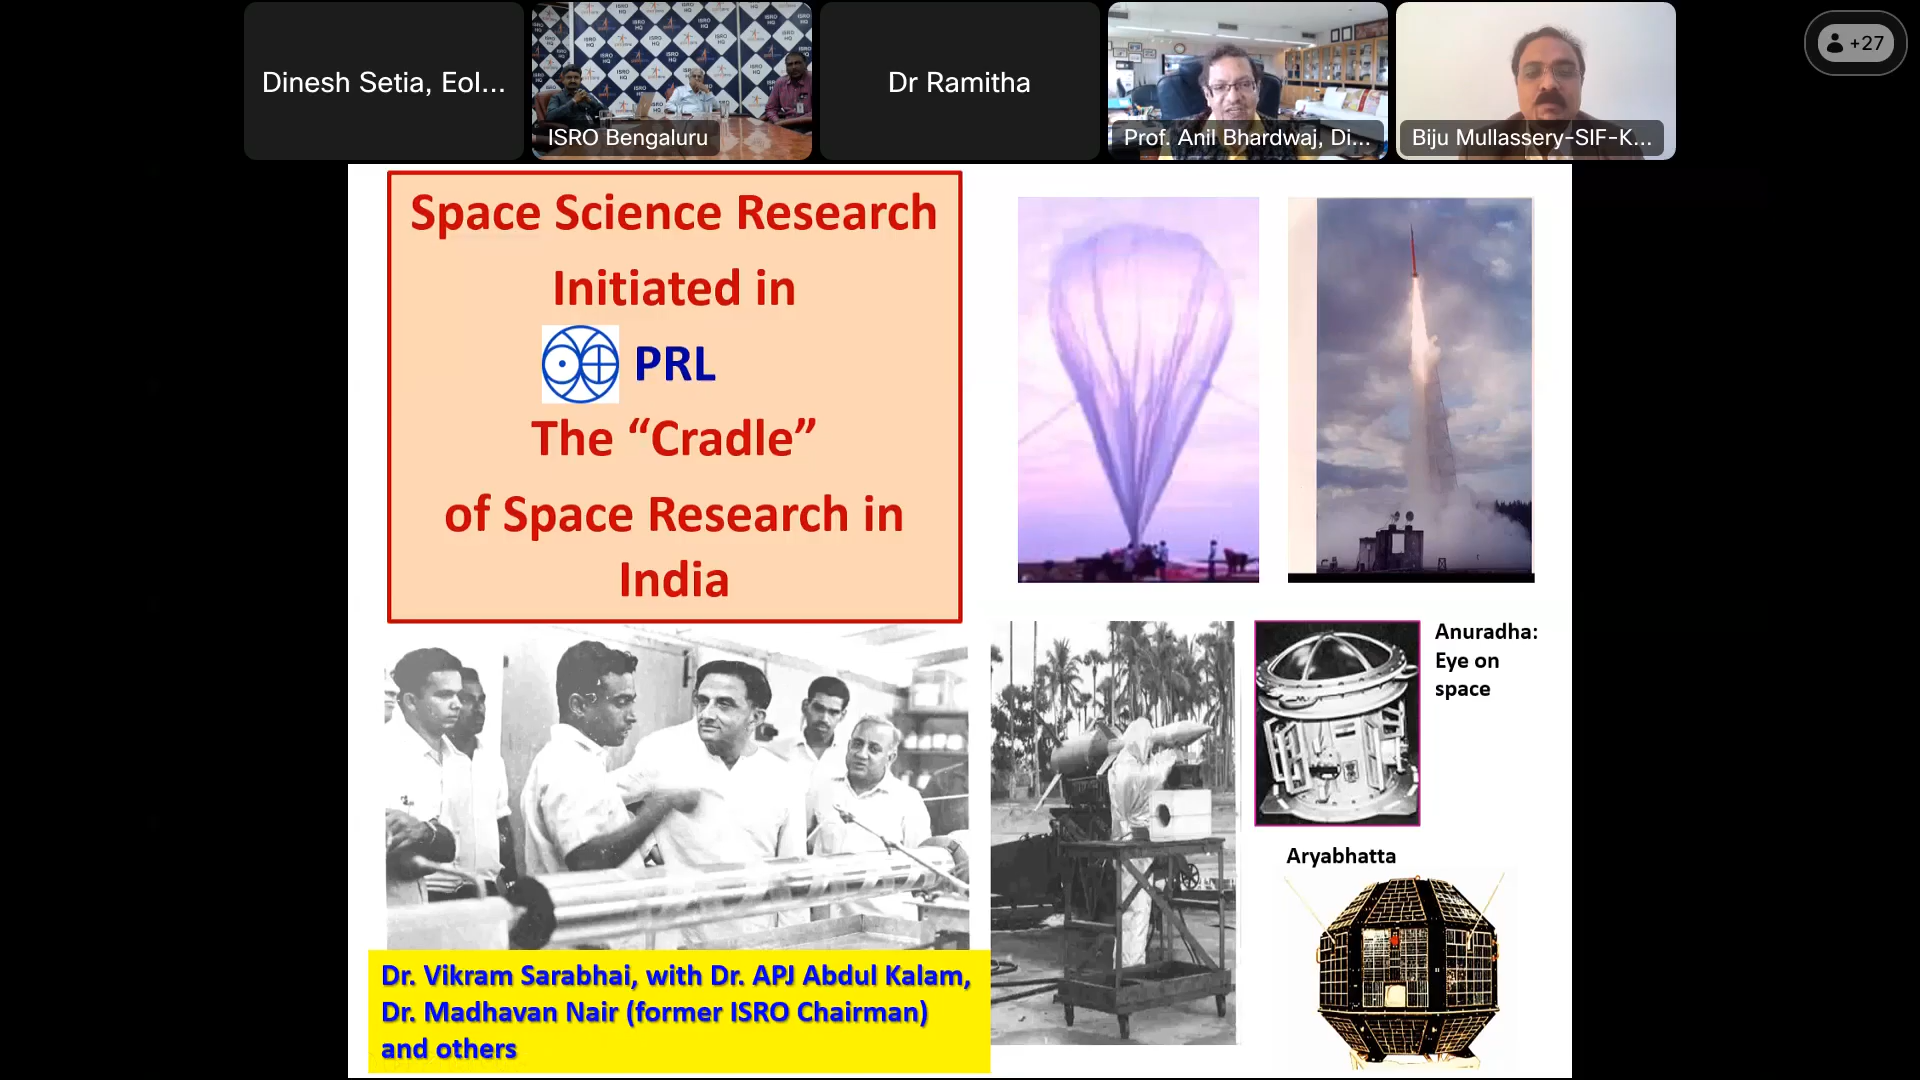 Dinesh Setia, Eol...
ISRO Bengaluru
Dr Ramitha
Prof. Anil Bhardwaj, Di...
Biju Mullassery-SIF-K...
+27
Space Science Research
Initiated in
PRL
The “Cradle”
of Space Research in
India
Anuradha:
Eye on
space
Aryabhatta
Dr. Vikram Sarabhai, with Dr. APJ Abdul Kalam,
Dr. Madhavan Nair (former ISRO Chairman)
and others